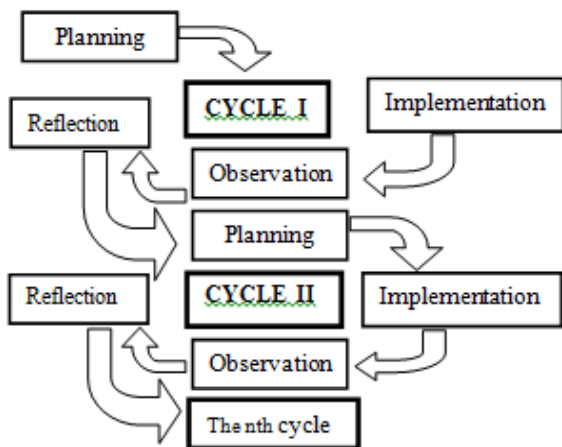 Planning
CYCLE I
Implementation
Reflection
Observation
Planning
CYCLE II
Reflection
Implementation
Observation
The nth cycle